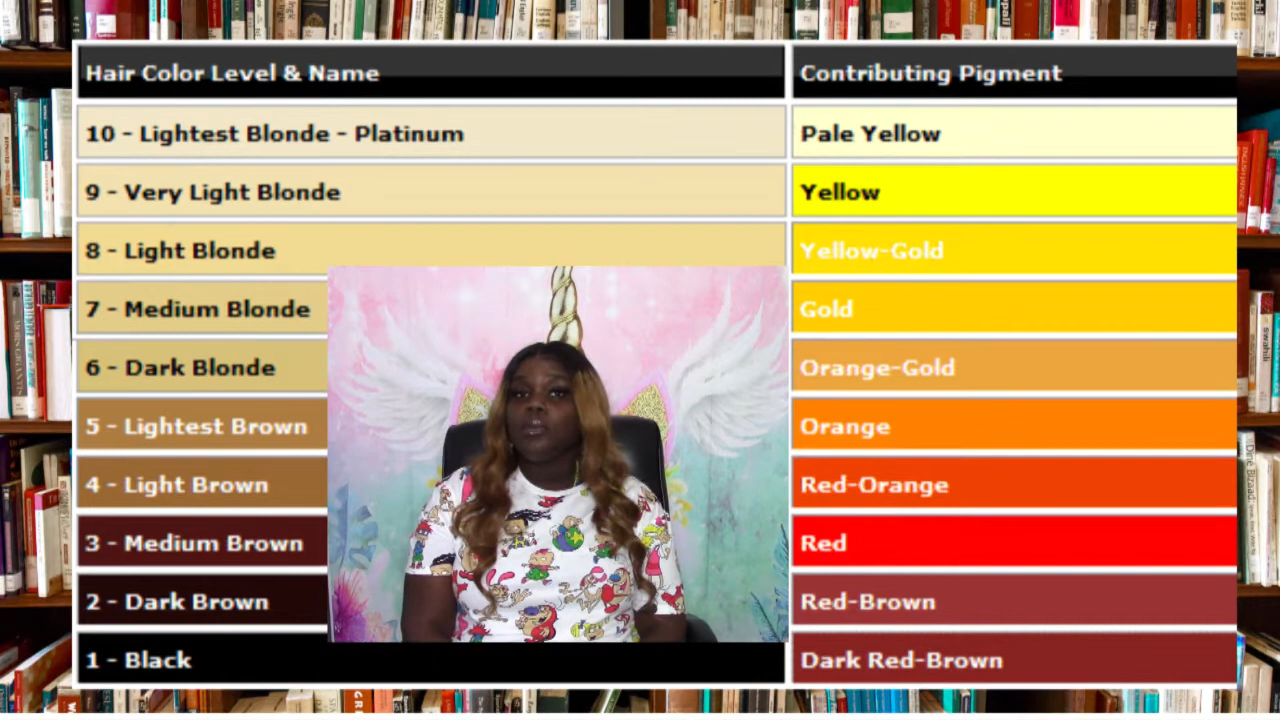 Hair Color Level & Name
Contributing Pigment
10 - Lightest Blonde - Platinum
Pale Yellow
9 - Very Light Blonde
Yellow
8 - Light Blonde
Yellow-Gold
7 - Medium Blonde
Gold
6 - Dark Blonde
Orange-Gold
5 - Lightest Brown
Orange
4 - Light Brown
Red-Orange
3 - Medium Brown
Red
2 - Dark Brown
Red-Brown
1 - Black
Dark Red-Brown